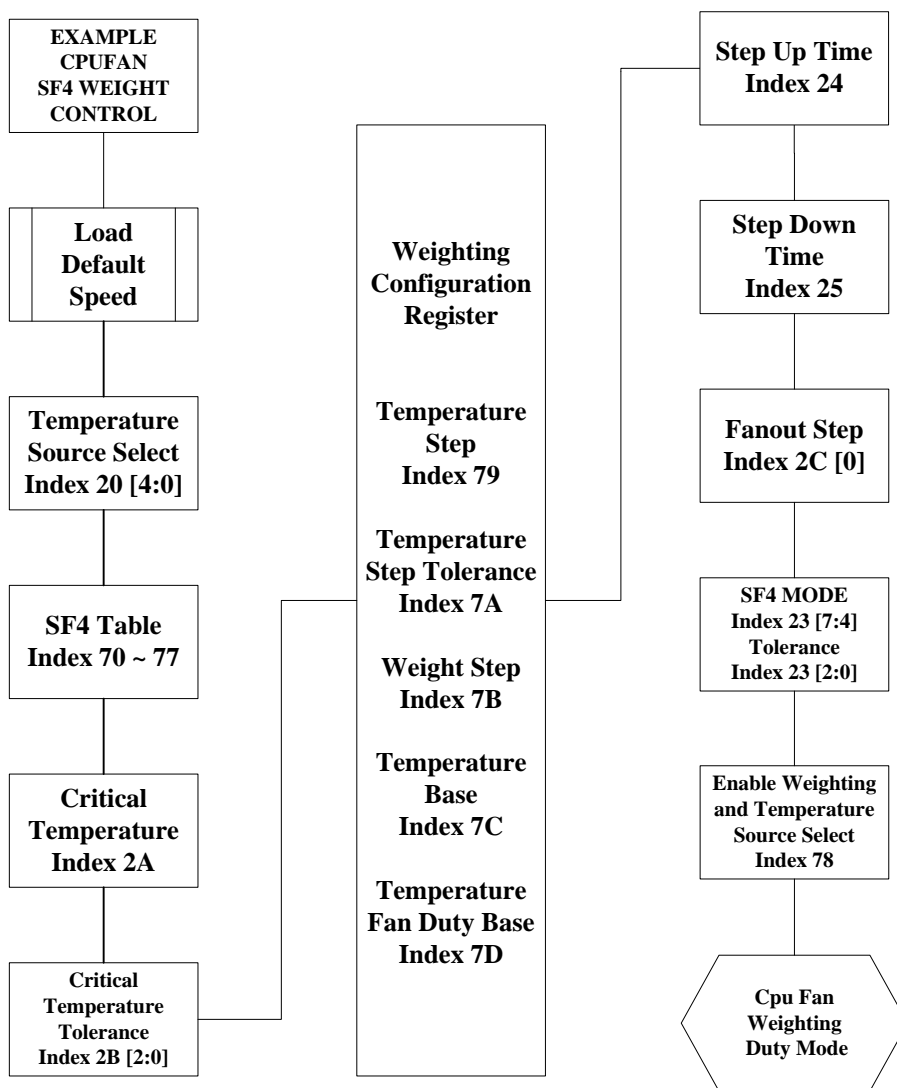 EXAMPLE
CPUFAN
SF4 WEIGHT
CONTROL
Load
Default
Speed
Temperature
Source Select
Index 20 [4:0]
SF4 Table
Index 70 ~ 77
Critical
Temperature
Index 2A
Critical
Temperature
Tolerance
Index 2B [2:0]
Weighting
Configuration
Register
Temperature
Step
Index 79
Temperature
Step Tolerance
Index 7A
Weight Step
Index 7B
Temperature
Base
Index 7C
Temperature
Fan Duty Base
Index 7D
Step Up Time
Index 24
Step Down
Time
Index 25
Fanout Step
Index 2C [0]
SF4 MODE
Index 23 [7:4]
Tolerance
Index 23 [2:0]
Enable Weighting
and Temperature
Source Select
Index 78
Cpu Fan
Weighting
Duty Mode